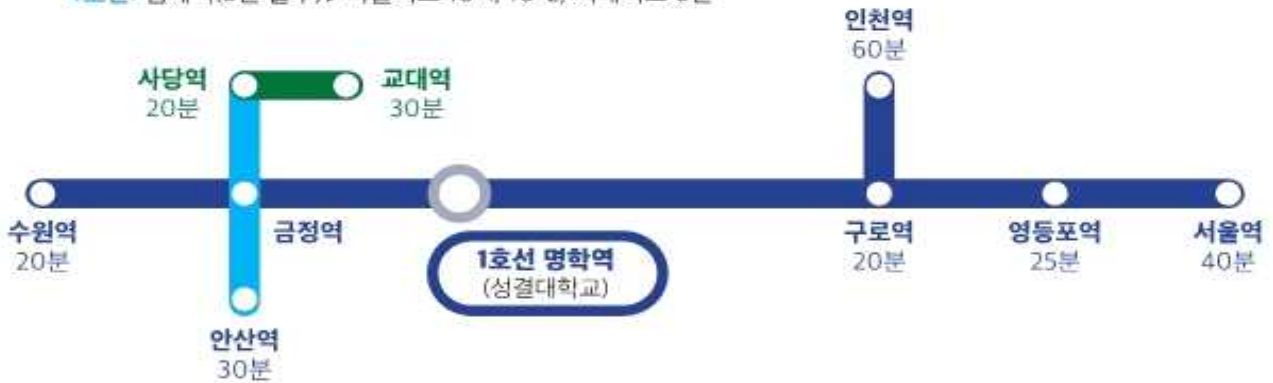 인천역
60분
사당역
20분
교대역
30분
수원역
20분
금정역
1호선 명학역
(성결대학교)
구로역
20분
영등포역
25분
서울역
40분
안산역
30분